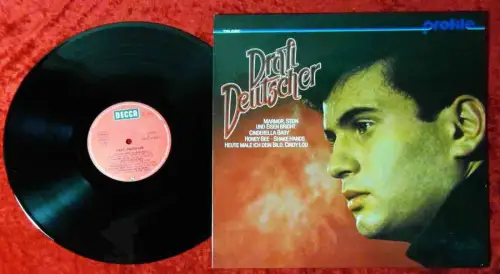 profile
Drafi
Deutscher
MARMOR, STEIN
UND EISEN BRICHT
CINDERELLA BABY
HONEY BEE · SHAKE HANDS
HEUTE MALE ICH DEIN BILD, CINDY LOU
DECCA